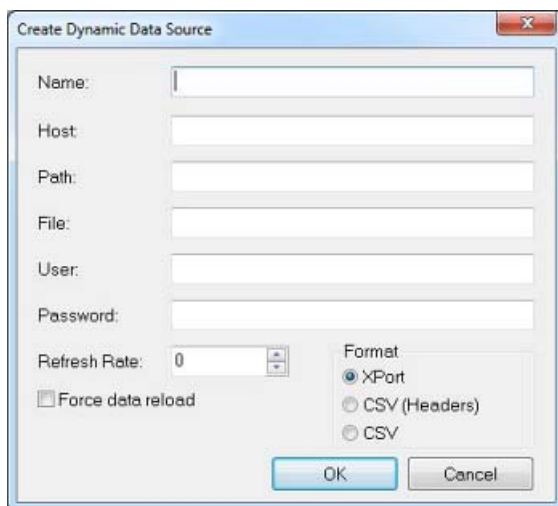 Create Dynamic Data Source
Name:
Host:
Path:
File:
User:
Password:
Refresh Rate: 0
Format
XPort
Force data reload
CSV (Headers)
CSV
OK Cancel